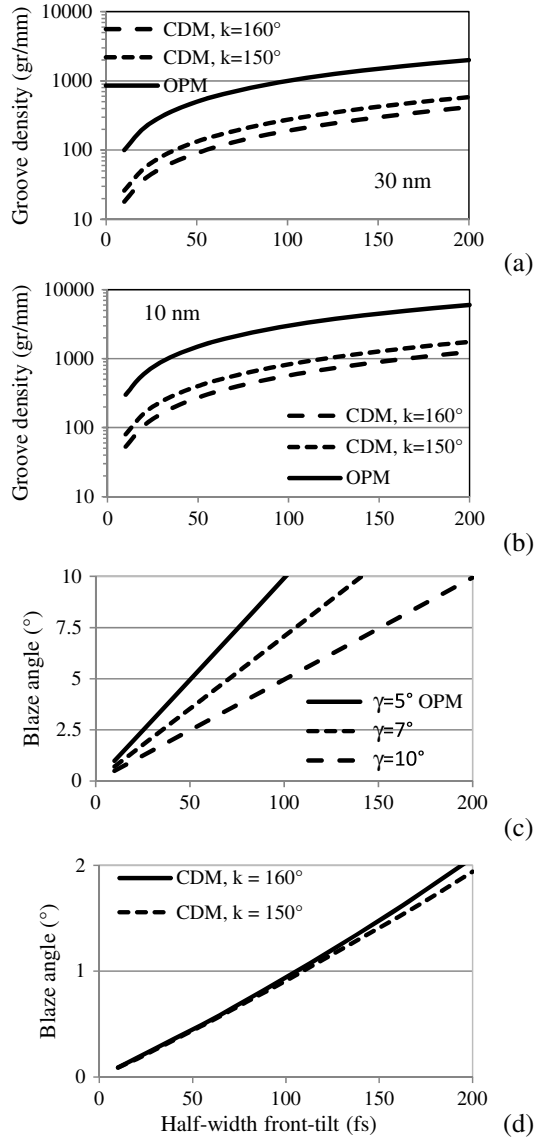 10000
1000
100
10
Groove density (gr/mm)
CDM, k=160°
CDM, k=150°
OPM
30 nm
0 50 100 150 200
(a)
10000
1000
100
10
Groove density (gr/mm)
10 nm
CDM, k=160°
CDM, k=150°
OPM
0 50 100 150 200
(b)
10
7.5
5
2.5
0
Blaze angle (°)
γ=5° OPM
γ=7°
γ=10°
0 50 100 150 200
(c)
2
1
0
Blaze angle (°)
CDM, k = 160°
CDM, k = 150°
0 50 100 150 200
Half-width front-tilt (fs)
(d)